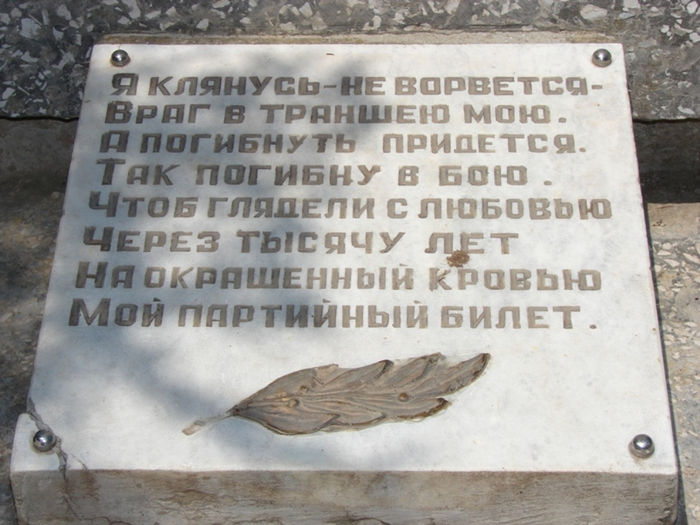 Я КЛЯНУСЬ-НЕ ВОРВЕТСЯ-
ВРАГ В ТРАНШЕЮ МОЮ.
А ПОГИБНУТЬ ПРИДЕТСЯ.
ТАК ПОГИБНУ В БОЮ.
ЧТОБ ГЛЯДЕЛИ С ЛЮБОВЬЮ
ЧЕРЕЗ ТЫСЯЧУ ЛЕТ
НА ОКРАШЕННЫЙ КРОВЬЮ
МОЙ ПАРТИЙНЫЙ БИЛЕТ.